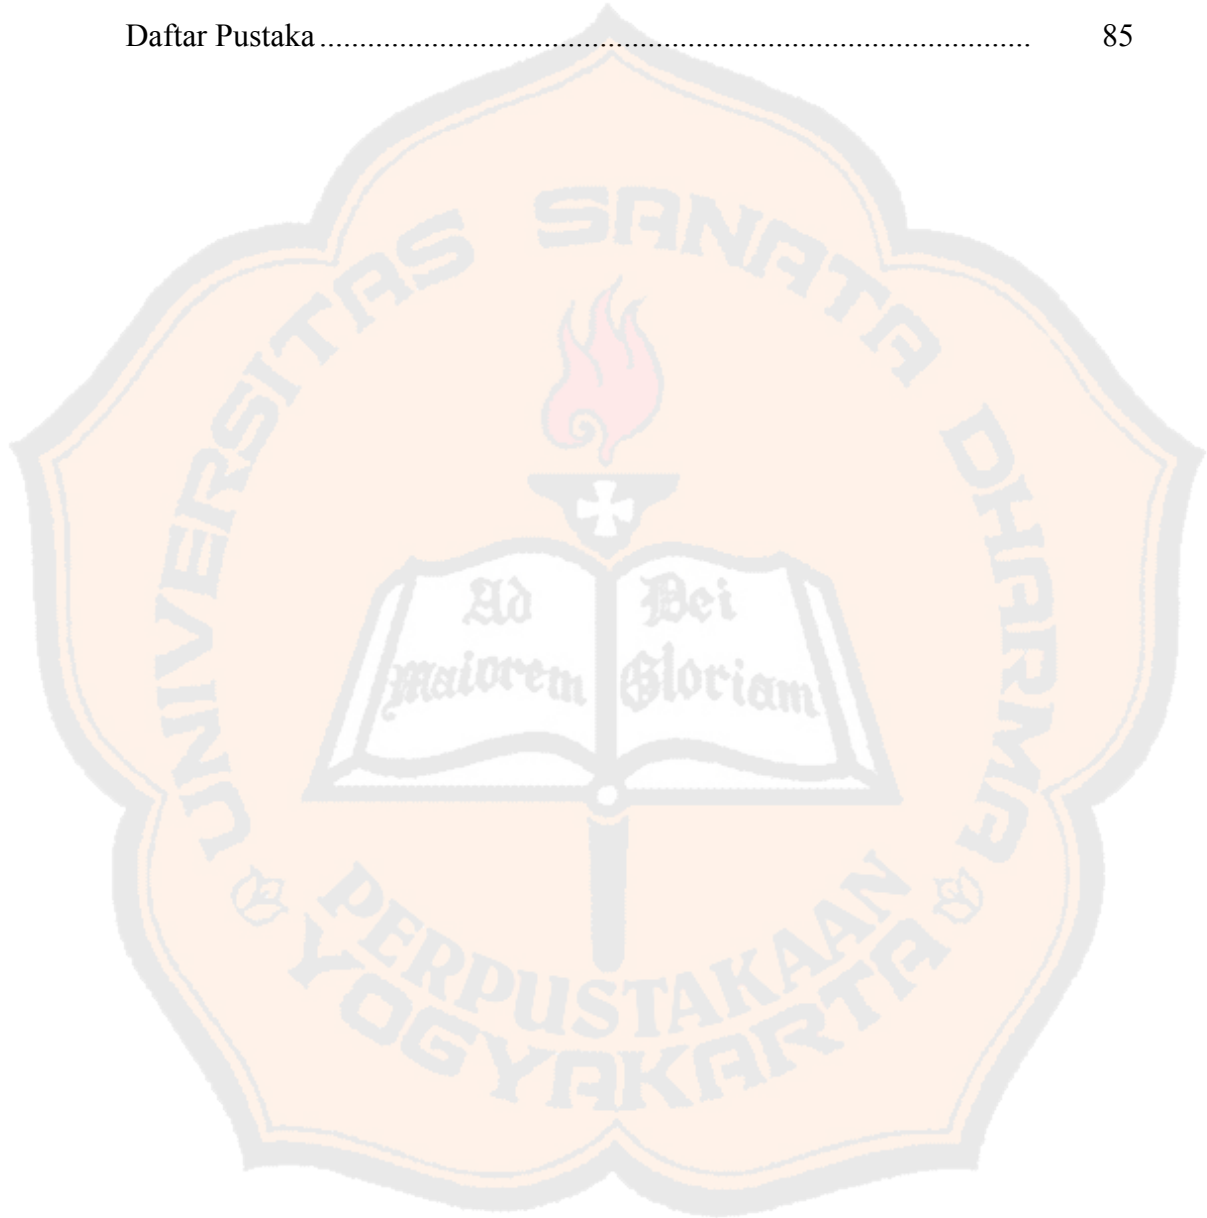 Daftar Pustaka ........................................................................................ 85
UNIVERSITAS SANATA DHARMA
Ad Dei
Maiorem Gloriam
PERPUSTAKAAN
YOGYAKARTA